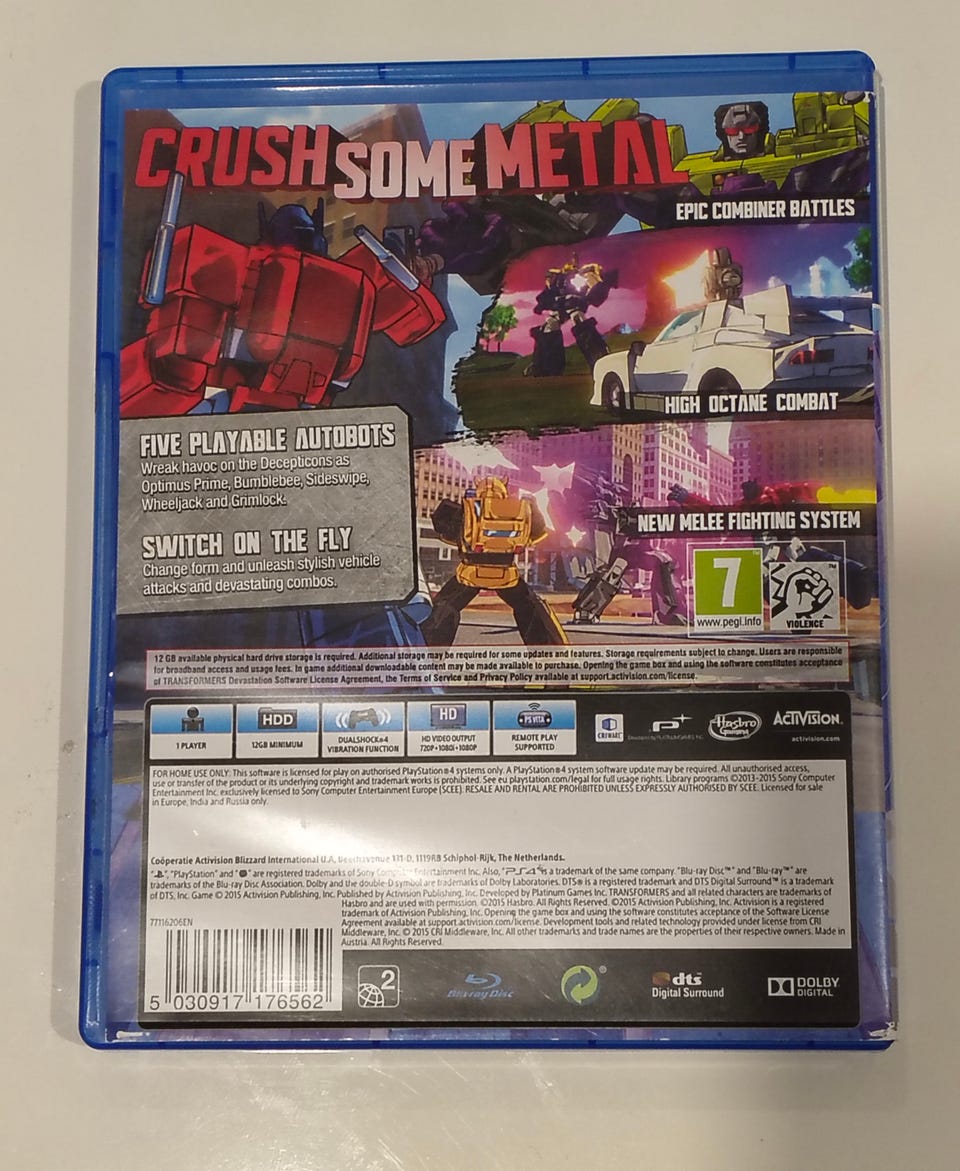 CRUSH SOME METAL
EPIC COMBINER BATTLES
HIGH OCTANE COMBAT
FIVE PLAYABLE AUTOBOTS
Wreak havoc on the Decepticons as
Optimus Prime, Bumblebee, Sideswipe,
Wheeljack and Grimlock.
SWITCH ON THE FLY
Change form and unleash stylish vehicle
attacks and devastating combos.
NEW MELEE FIGHTING SYSTEM
7
www.pegi.info
VIOLENCE
TM
12 GB available physical hard drive storage is required. Additional storage may be required for some updates and features. Storage requirements subject to change. Users are responsible
for broadband access and usage fees. In game additional downloadable content may be made available to purchase. Opening the game box and using the software constitutes acceptance
of TRANSFORMERS Devastation Software License Agreement, the Terms of Service and Privacy Policy available at support.activision.com/license.
1 PLAYER
HDD
12GB MINIMUM
DUALSHOCK®4
VIBRATION FUNCTION
HD
HD VIDEO OUTPUT
720P•1080i•1080P
PS VITA
REMOTE PLAY
SUPPORTED
CRIWARE
Developed by PLATINUMGAMES INC.
Hasbro
Gaming
ACTIVISION.
activision.com
FOR HOME USE ONLY: This software is licensed for play on authorised PlayStation®4 systems only. A PlayStation®4 system software update may be required. All unauthorised access,
use or transfer of the product or its underlying copyright and trademark works is prohibited. See eu.playstation.com/legal for full usage rights. Library programs ©2013-2015 Sony Computer
Entertainment Inc. exclusively licensed to Sony Computer Entertainment Europe (SCEE). RESALE AND RENTAL ARE PROHIBITED UNLESS EXPRESSLY AUTHORISED BY SCEE. Licensed for sale
in Europe, India and Russia only.
Coöperatie Activision Blizzard International U.A, Beechavenue 131-D, 1119RB Schiphol-Rijk, The Netherlands.
" ", "PlayStation" and " " are registered trademarks of Sony Computer Entertainment Inc. Also, "PS4" is a trademark of the same company. "Blu-ray Disc™" and "Blu-ray™" are
trademarks of the Blu-ray Disc Association. Dolby and the double-D symbol are trademarks of Dolby Laboratories. DTS® is a registered trademark and DTS Digital Surround™ is a trademark
of DTS, Inc. Game © 2015 Activision Publishing, Inc. Published by Activision Publishing, Inc. Developed by Platinum Games Inc. TRANSFORMERS and all related characters are trademarks of
Hasbro and are used with permission. ©2015 Hasbro. All Rights Reserved. ©2015 Activision Publishing, Inc. Activision is a registered
trademark of Activision Publishing, Inc. Opening the game box and using the software constitutes acceptance of the Software License
Agreement available at support.activision.com/license. Development tools and related technology provided under license from CRI
Middleware, Inc. © 2015 CRI Middleware, Inc. All other trademarks and trade names are the properties of their respective owners. Made in
Austria. All Rights Reserved.
77116206EN
5 030917 176562
2
Blu-ray Disc
®
dts
Digital Surround
DOLBY
DIGITAL